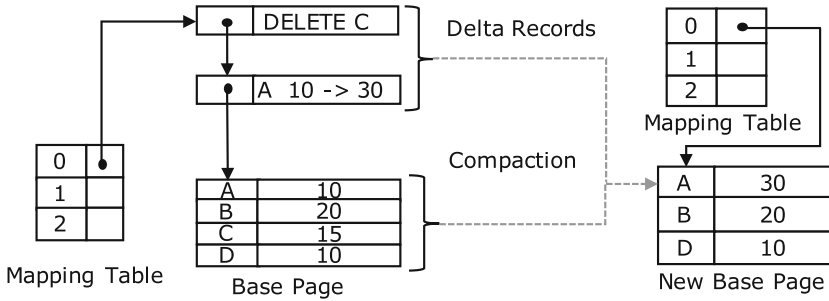 DELETE C
A 10 -> 30
Delta Records
Compaction
0
1
2
Mapping Table
A 10
B 20
C 15
D 10
Base Page
0
1
2
Mapping Table
A 30
B 20
D 10
New Base Page